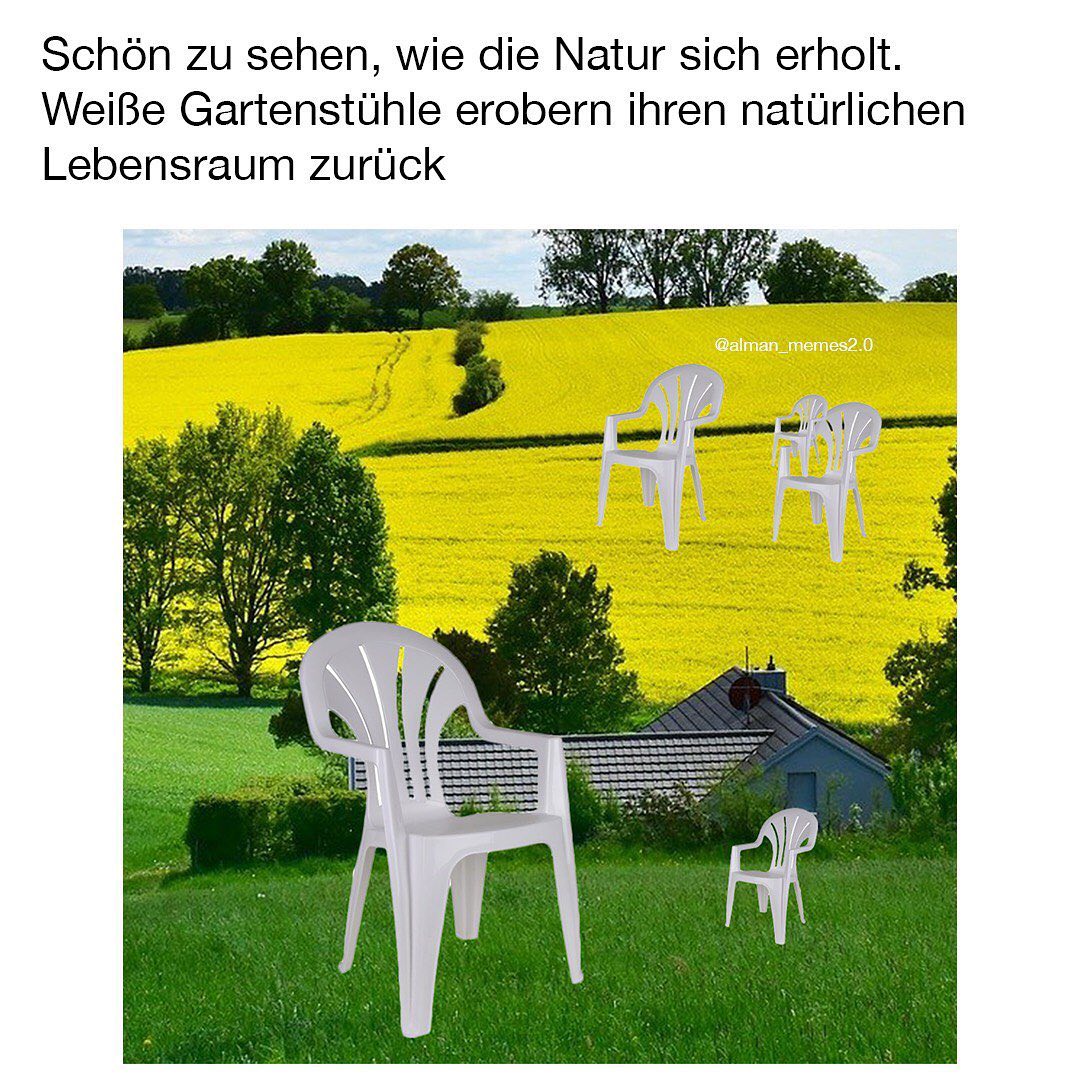 Schön zu sehen, wie die Natur sich erholt.
Weiße Gartenstühle erobern ihren natürlichen
Lebensraum zurück
@alman_memes2.0